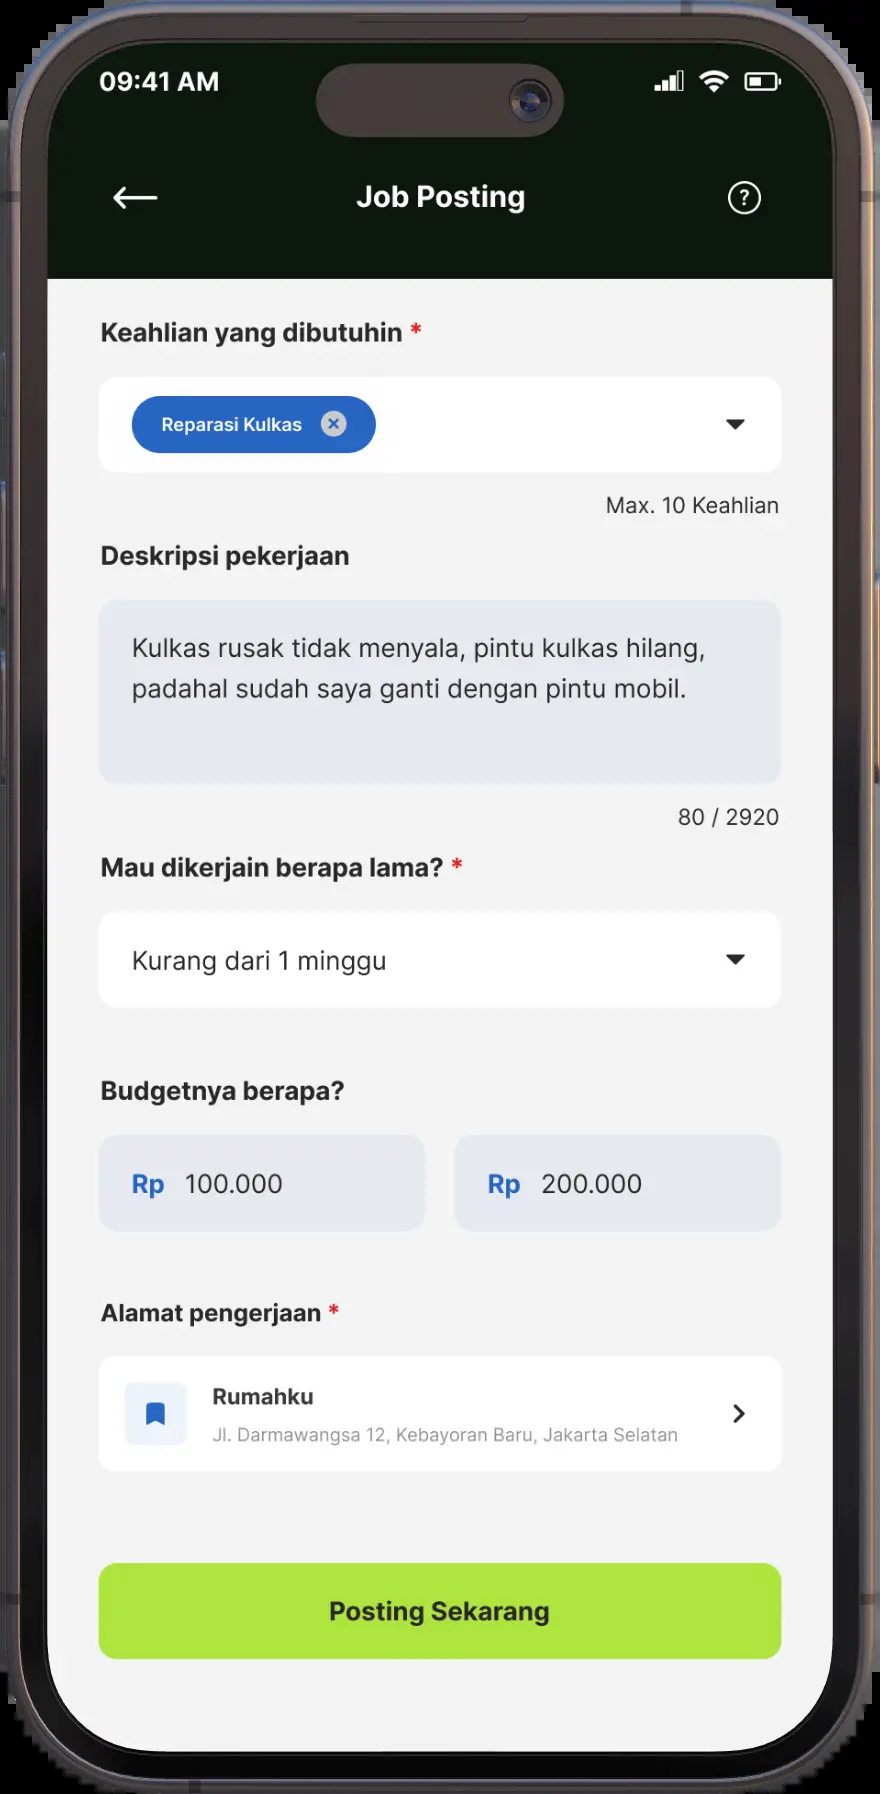 09:41 AM
Job Posting
?
Keahlian yang dibutuhin *
Reparasi Kulkas
Max. 10 Keahlian
Deskripsi pekerjaan
Kulkas rusak tidak menyala, pintu kulkas hilang,
padahal sudah saya ganti dengan pintu mobil.
80 / 2920
Mau dikerjain berapa lama? *
Kurang dari 1 minggu
Budgetnya berapa?
Rp 100.000
Rp 200.000
Alamat pengerjaan *
Rumahku
Jl. Darmawangsa 12, Kebayoran Baru, Jakarta Selatan
Posting Sekarang